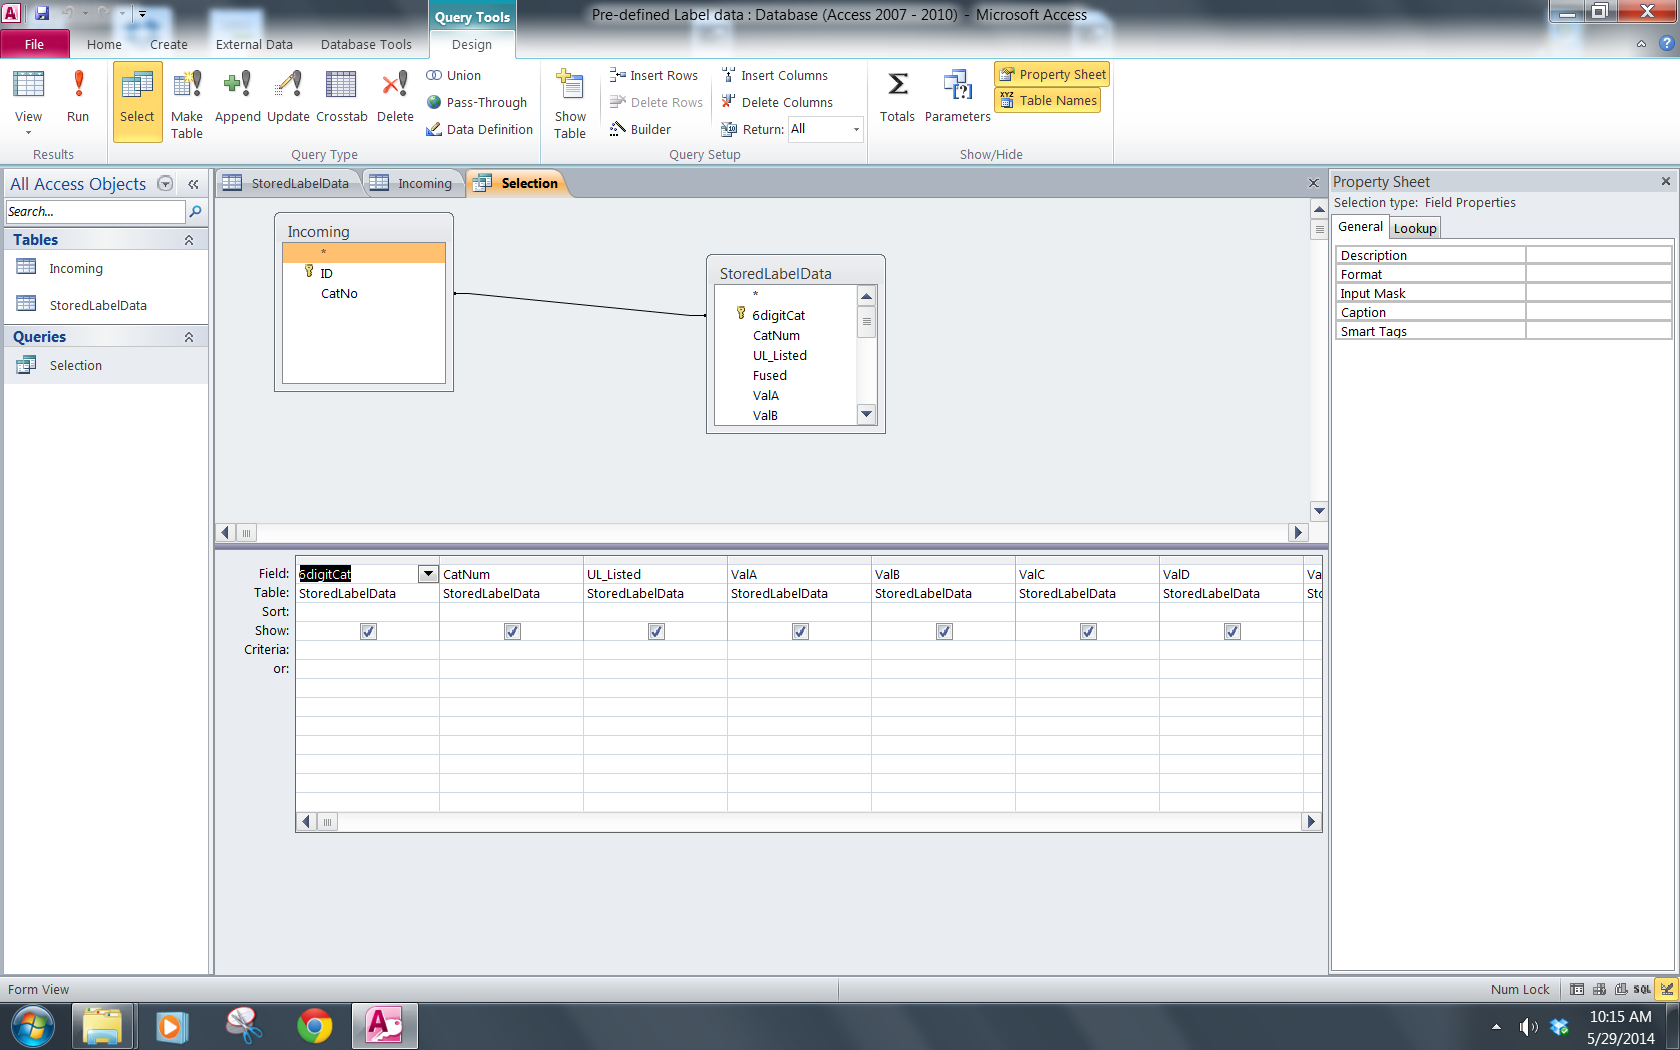 Query Tools
Pre-defined Label data : Database (Access 2007 - 2010) - Microsoft Access
File
Home
Create
External Data
Database Tools
Design
View
Run
Select
Make Table
Append
Update
Crosstab
Delete
Union
Pass-Through
Data Definition
Show Table
Insert Rows
Delete Rows
Builder
Insert Columns
Delete Columns
Return: All
Totals
Parameters
Property Sheet
Table Names
Results
Query Type
Query Setup
Show/Hide
All Access Objects
Search...
Tables
Incoming
StoredLabelData
Queries
Selection
StoredLabelData
Incoming
Selection
Incoming
*
ID
CatNo
StoredLabelData
*
6digitCat
CatNum
UL_Listed
Fused
ValA
ValB
Field: 6digitCat CatNum UL_Listed ValA ValB ValC ValD Va
Table: StoredLabelData StoredLabelData StoredLabelData StoredLabelData StoredLabelData StoredLabelData StoredLabelData Stc
Sort:
Show:
Criteria:
or:
Property Sheet
Selection type: Field Properties
General
Lookup
Description
Format
Input Mask
Caption
Smart Tags
Form View
Num Lock
SQL
10:15 AM
5/29/2014